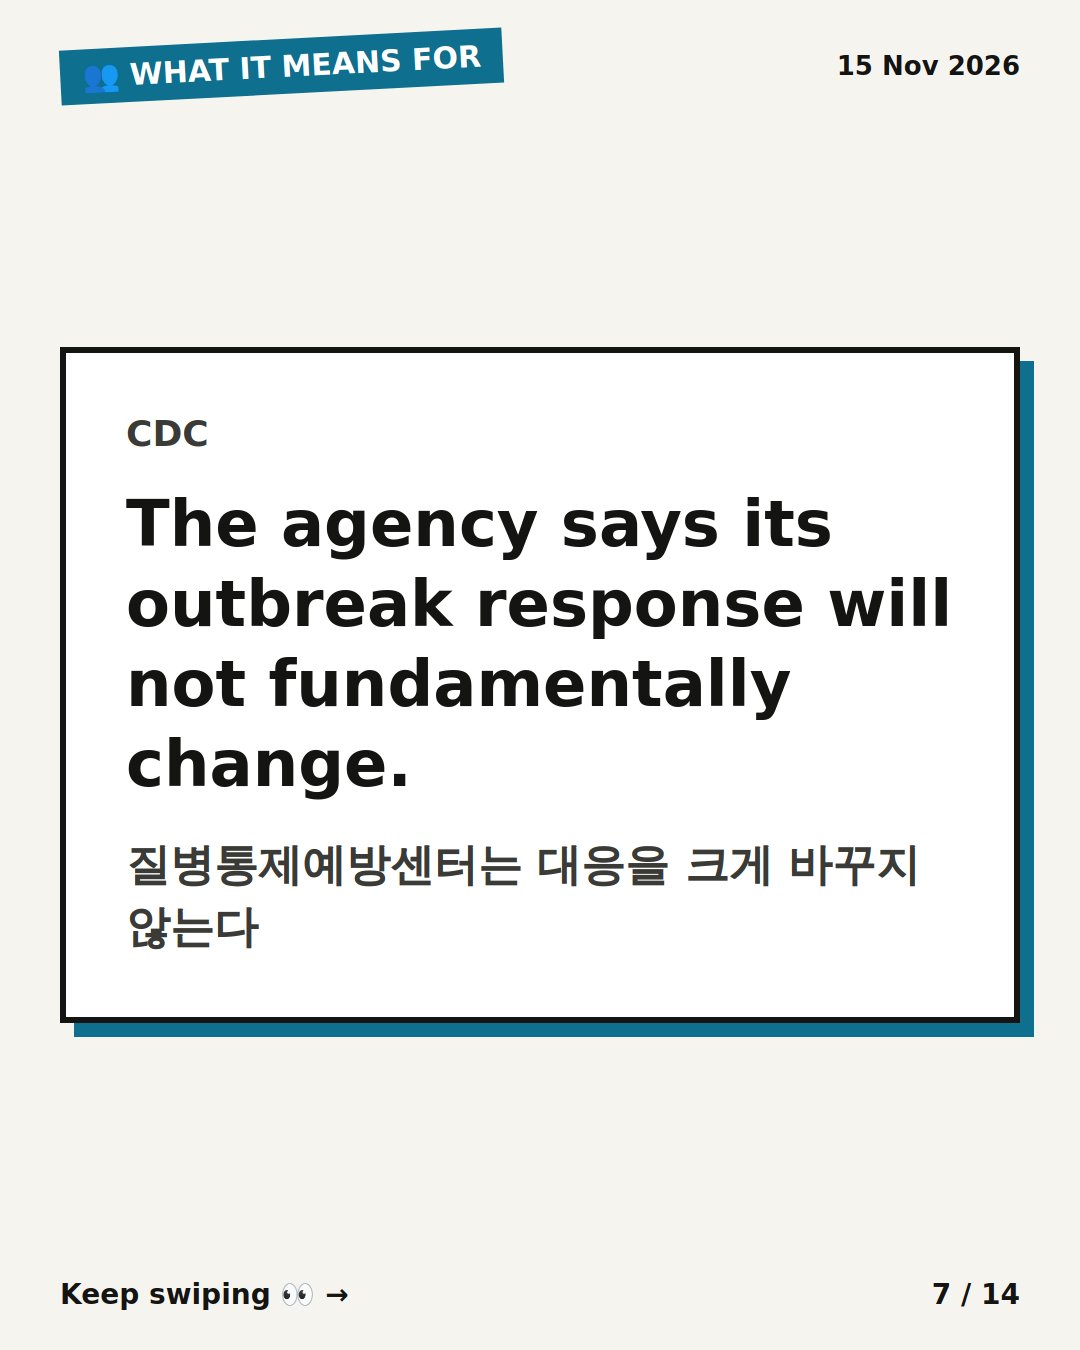 👥 WHAT IT MEANS FOR
15 Nov 2026
CDC
The agency says its
outbreak response will
not fundamentally
change.
질병통제예방센터는 대응을 크게 바꾸지
않는다
Keep swiping 👀 →
7 / 14